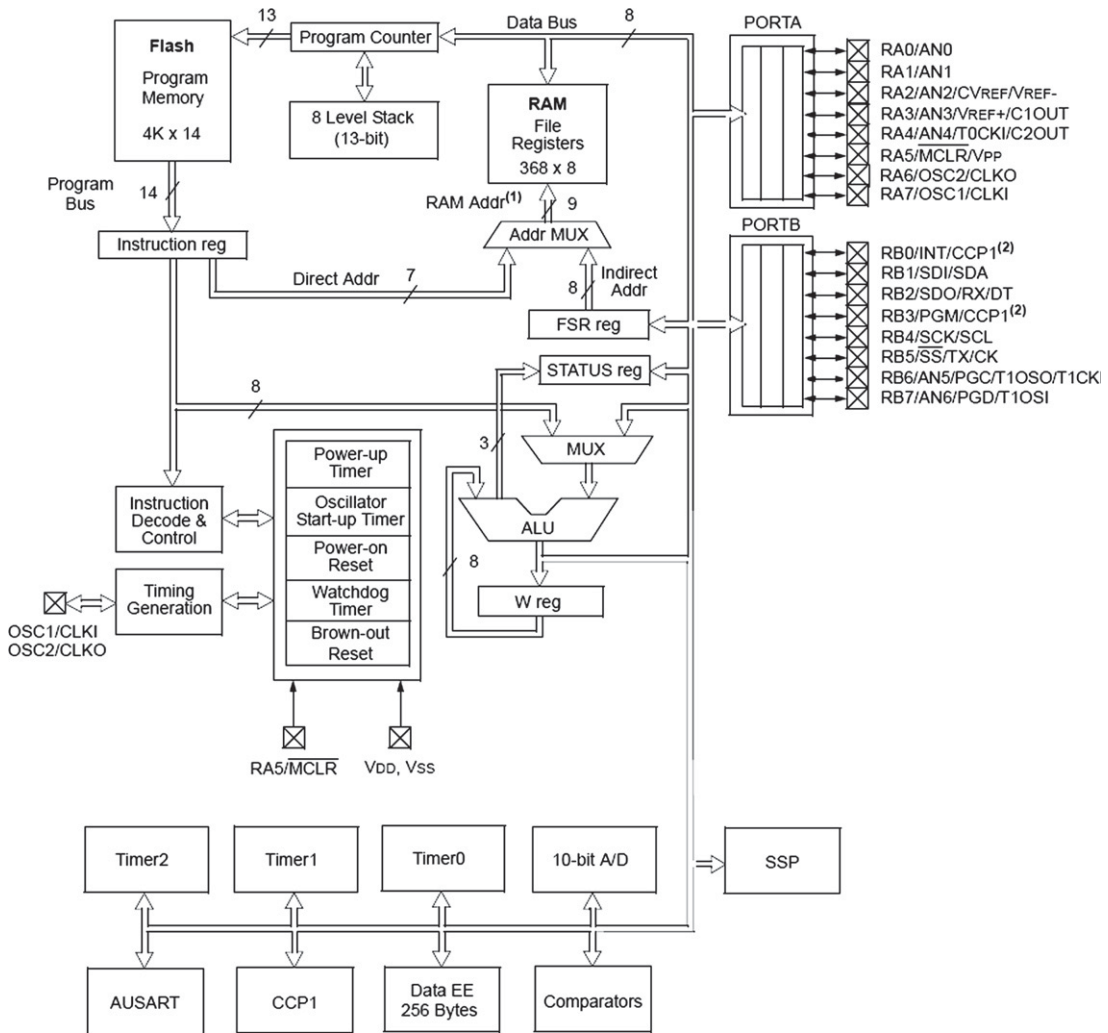 13
Data Bus
8
PORTA
Flash
Program
Memory
4K x 14
Program Counter
8 Level Stack
(13-bit)
RAM
File
Registers
368 x 8
RA0/AN0
RA1/AN1
RA2/AN2/CVREF/VREF-
RA3/AN3/VREF+/C1OUT
RA4/AN4/T0CKI/C2OUT
RA5/MCLR/VPP
RA6/OSC2/CLKO
RA7/OSC1/CLKI
Program
Bus
14
RAM Addr(1)
9
PORTB
Instruction reg
Addr MUX
Direct Addr
7
8
Indirect
Addr
FSR reg
RB0/INT/CCP1(2)
RB1/SDI/SDA
RB2/SDO/RX/DT
RB3/PGM/CCP1(2)
RB4/SCK/SCL
RB5/SS/TX/CK
RB6/AN5/PGC/T1OSO/T1CKI
RB7/AN6/PGD/T1OSI
STATUS reg
8
3
MUX
Power-up
Timer
Oscillator
Start-up Timer
Power-on
Reset
Watchdog
Timer
Brown-out
Reset
Instruction
Decode &
Control
ALU
8
W reg
Timing
Generation
OSC1/CLKI
OSC2/CLKO
RA5/MCLR
VDD, VSS
Timer2
Timer1
Timer0
10-bit A/D
SSP
AUSART
CCP1
Data EE
256 Bytes
Comparators